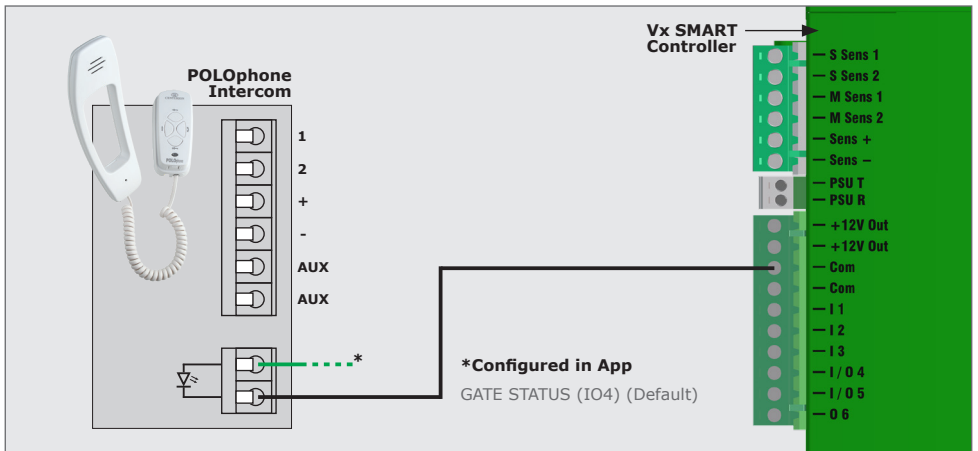 Vx SMART
Controller
POLOphone
Intercom
1
2
+
-
AUX
AUX
*
*Configured in App
GATE STATUS (IO4) (Default)
S Sens 1
S Sens 2
M Sens 1
M Sens 2
Sens +
Sens –
PSU T
PSU R
+12V Out
+12V Out
Com
Com
I 1
I 2
I 3
I / O 4
I / O 5
O 6